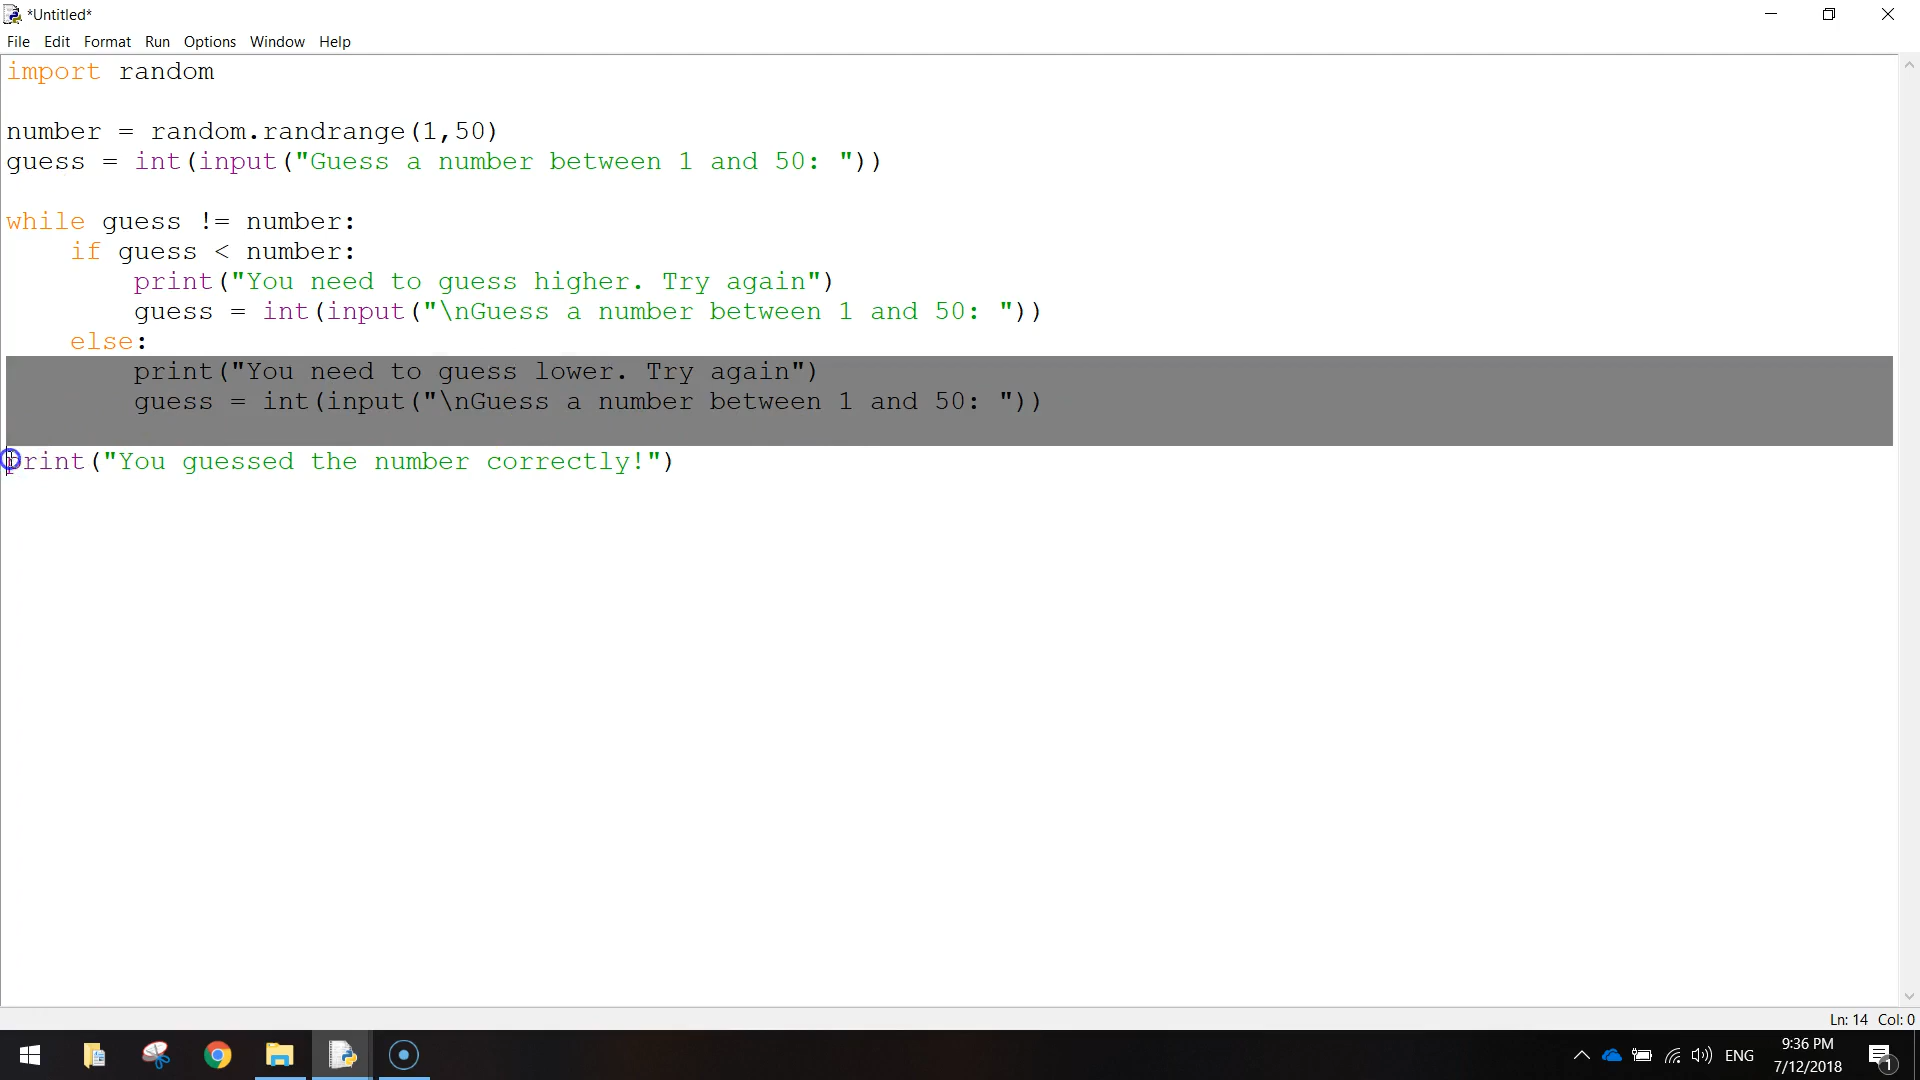 *Untitled*
File Edit Format Run Options Window Help
import random
number = random.randrange(1,50)
guess = int(input("Guess a number between 1 and 50: "))
while guess != number:
    if guess < number:
        print("You need to guess higher. Try again")
        guess = int(input("\nGuess a number between 1 and 50: "))
    else:
        print("You need to guess lower. Try again")
        guess = int(input("\nGuess a number between 1 and 50: "))
print("You guessed the number correctly!")
Ln: 14 Col: 0
ENG
9:36 PM
7/12/2018
1